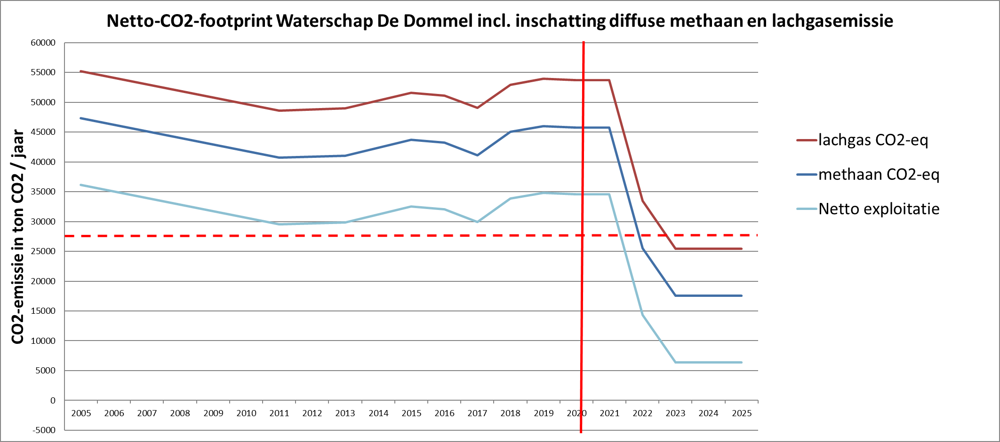 Netto-CO2-footprint Waterschap De Dommel incl. inschatting diffuse methaan en lachgasemissie
CO2-emissie in ton CO2 / jaar
60000
55000
50000
45000
40000
35000
30000
25000
20000
15000
10000
5000
0
-5000
2005 2006 2007 2008 2009 2010 2011 2012 2013 2014 2015 2016 2017 2018 2019 2020 2021 2022 2023 2024 2025
lachgas CO2-eq
methaan CO2-eq
Netto exploitatie